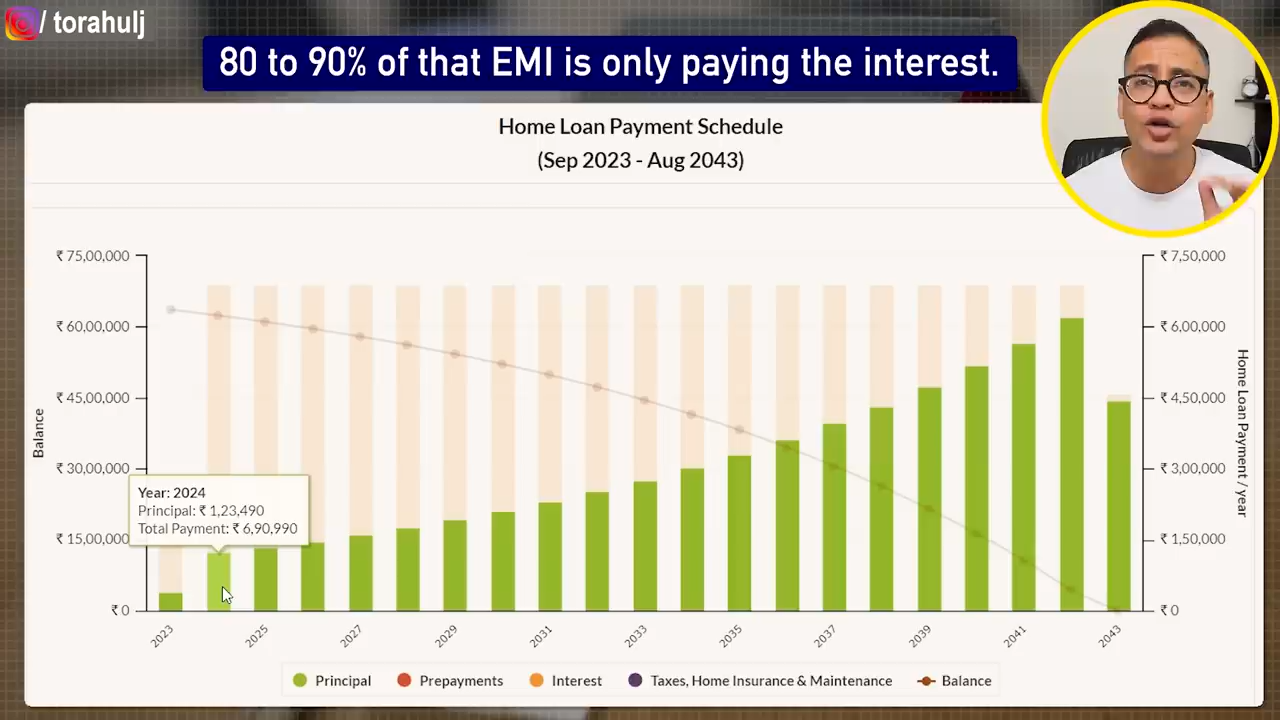 / torahulj
80 to 90% of that EMI is only paying the interest.
Home Loan Payment Schedule
(Sep 2023 - Aug 2043)
₹ 75,00,000
₹ 60,00,000
₹ 45,00,000
₹ 30,00,000
₹ 15,00,000
₹ 0
Balance
Year: 2024
Principal: ₹ 1,23,490
Total Payment: ₹ 6,90,990
₹ 7,50,000
₹ 6,00,000
₹ 4,50,000
₹ 3,00,000
₹ 1,50,000
₹ 0
Home Loan Payment / year
2023
2025
2027
2029
2031
2033
2035
2037
2039
2041
2043
Principal
Prepayments
Interest
Taxes, Home Insurance & Maintenance
Balance